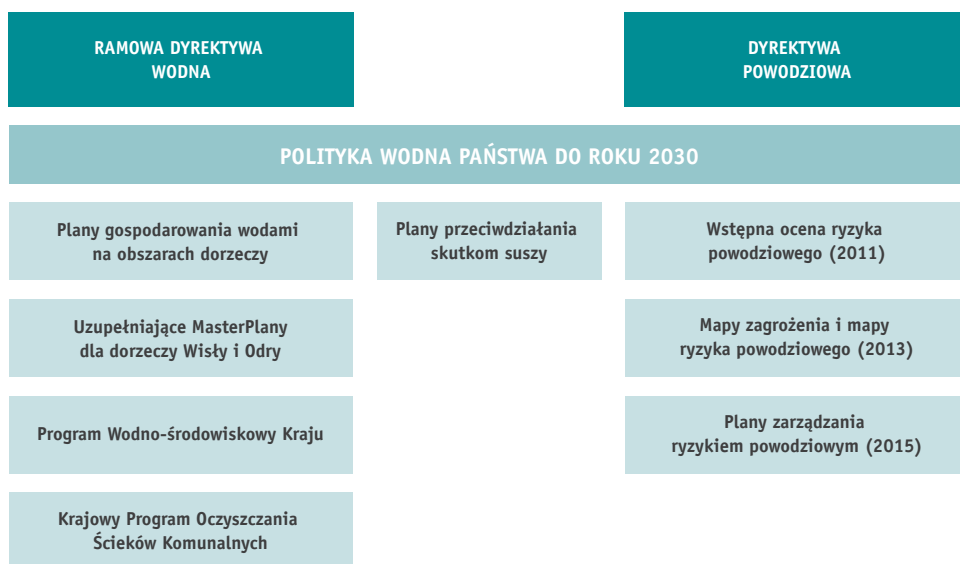 RAMOWA DYREKTYWA
WODNA
DYREKTYWA
POWODZIOWA
POLITYKA WODNA PAŃSTWA DO ROKU 2030
Plany gospodarowania wodami
na obszarach dorzeczy
Plany przeciwdziałania
skutkom suszy
Wstępna ocena ryzyka
powodziowego (2011)
Uzupełniające MasterPlany
dla dorzeczy Wisły i Odry
Mapy zagrożenia i mapy
ryzyka powodziowego (2013)
Program Wodno-środowiskowy Kraju
Plany zarządzania
ryzykiem powodziowym (2015)
Krajowy Program Oczyszczania
Ścieków Komunalnych